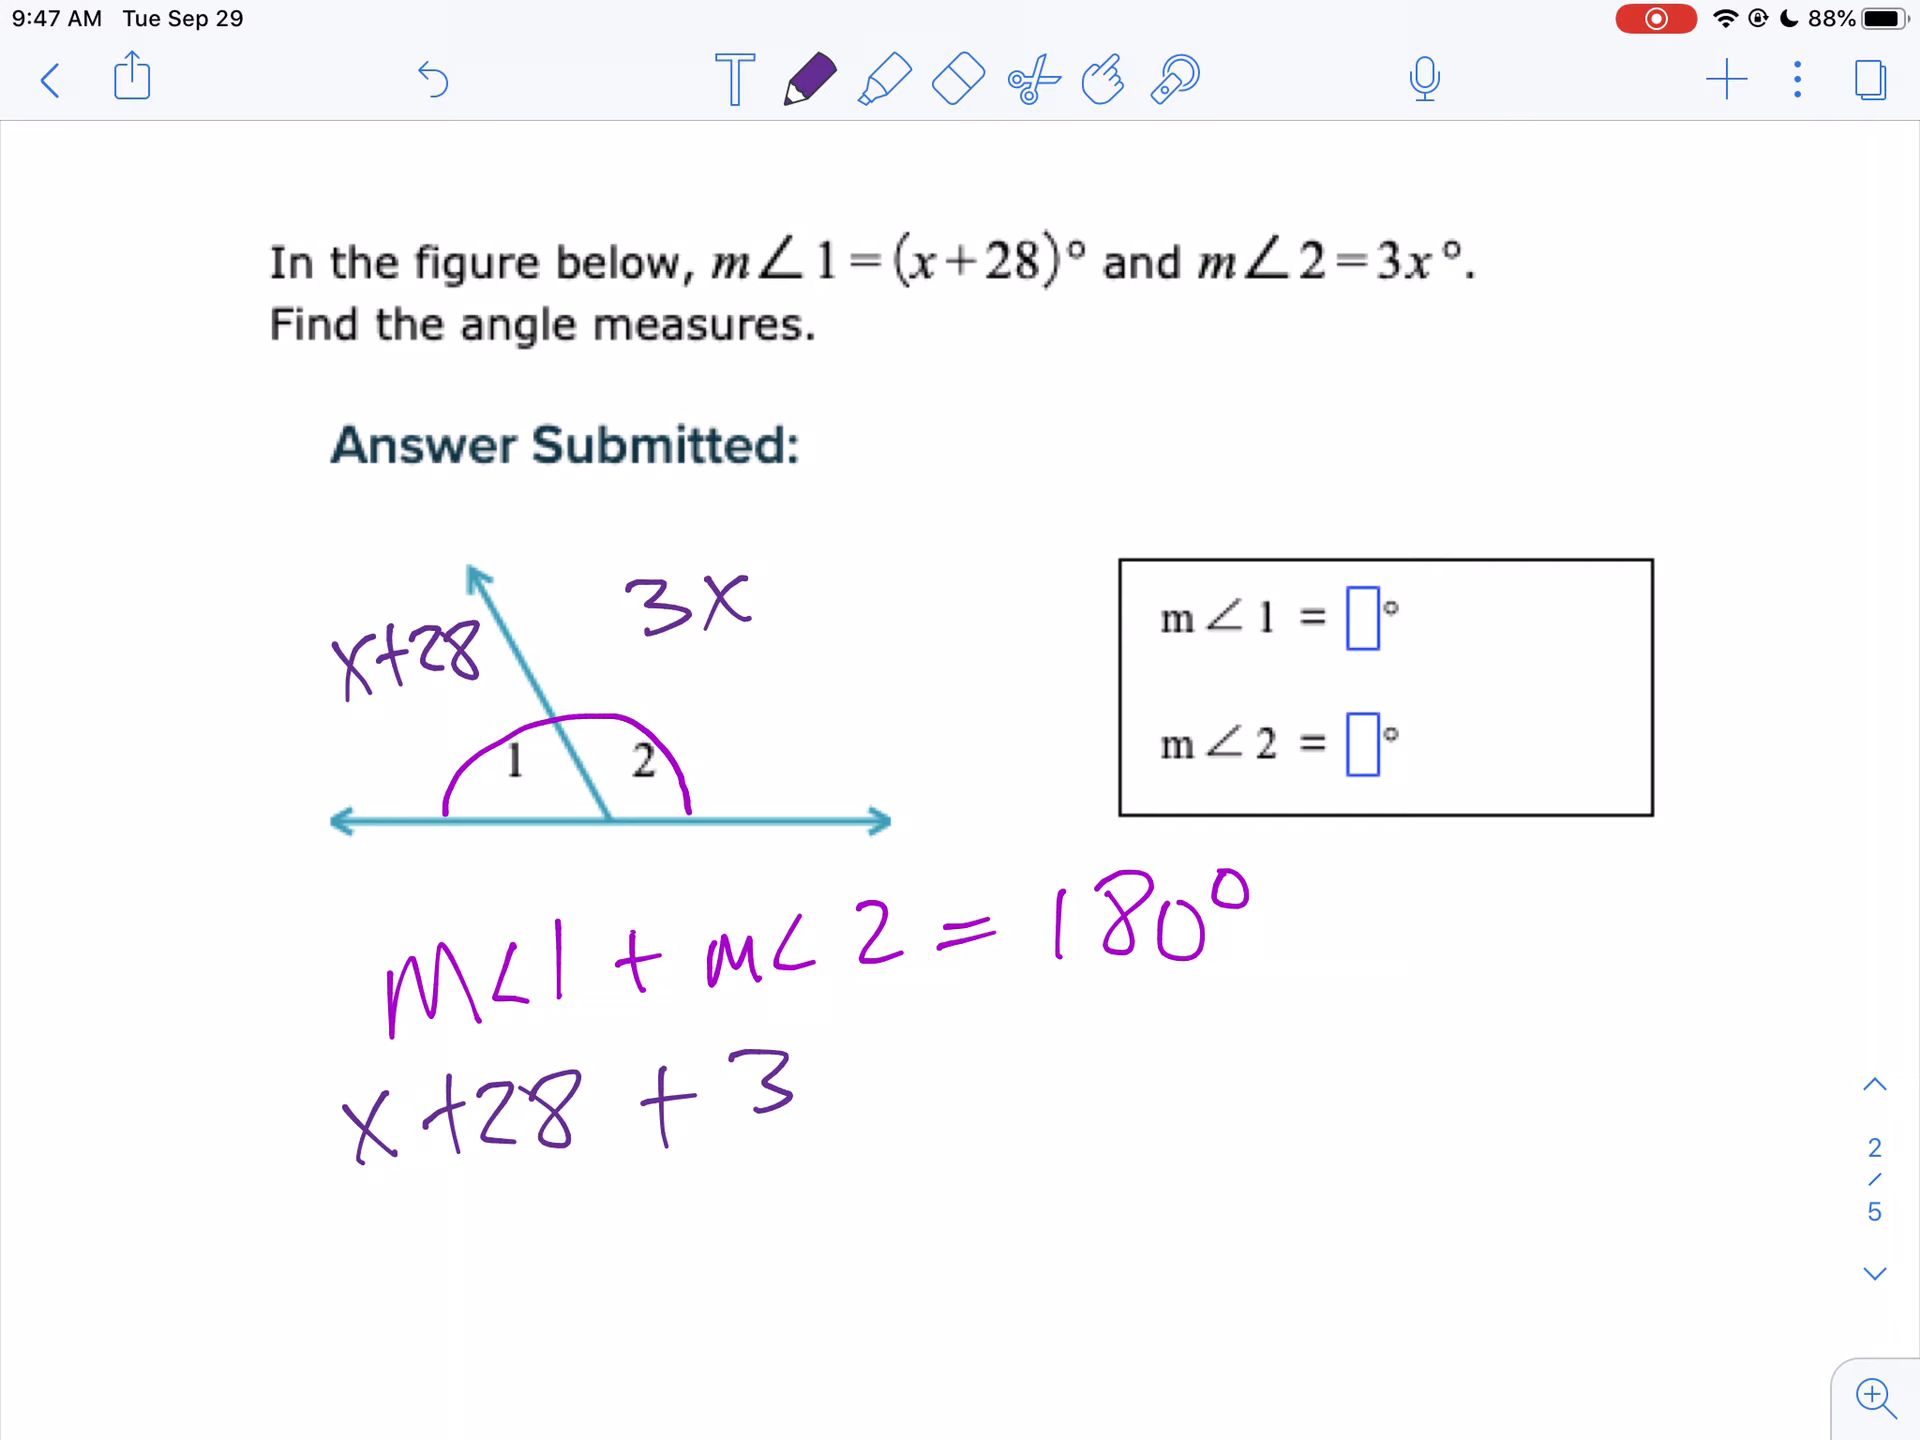 9:47 AM Tue Sep 29
88%
T
In the figure below, m∠1=(x+28)° and m∠2=3x°.
Find the angle measures.
Answer Submitted:
3x
x+28
1 2
m∠1 = °
m∠2 = °
m<1 + m<2 = 180°
x+28 + 3
2
/
5